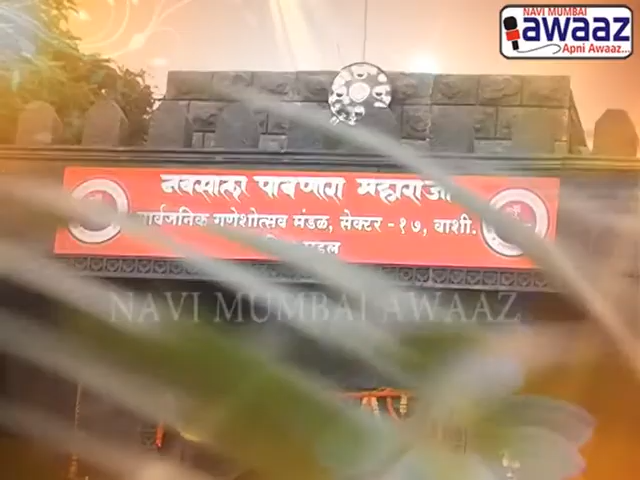 NAVI MUMBAI
awaaz
Apni Awaaz...
नवसाला पावणारा महाराजा
सार्वजनिक गणेशोत्सव मंडळ, सेक्टर - १७, वाशी.
NAVI MUMBAI AWAAZ